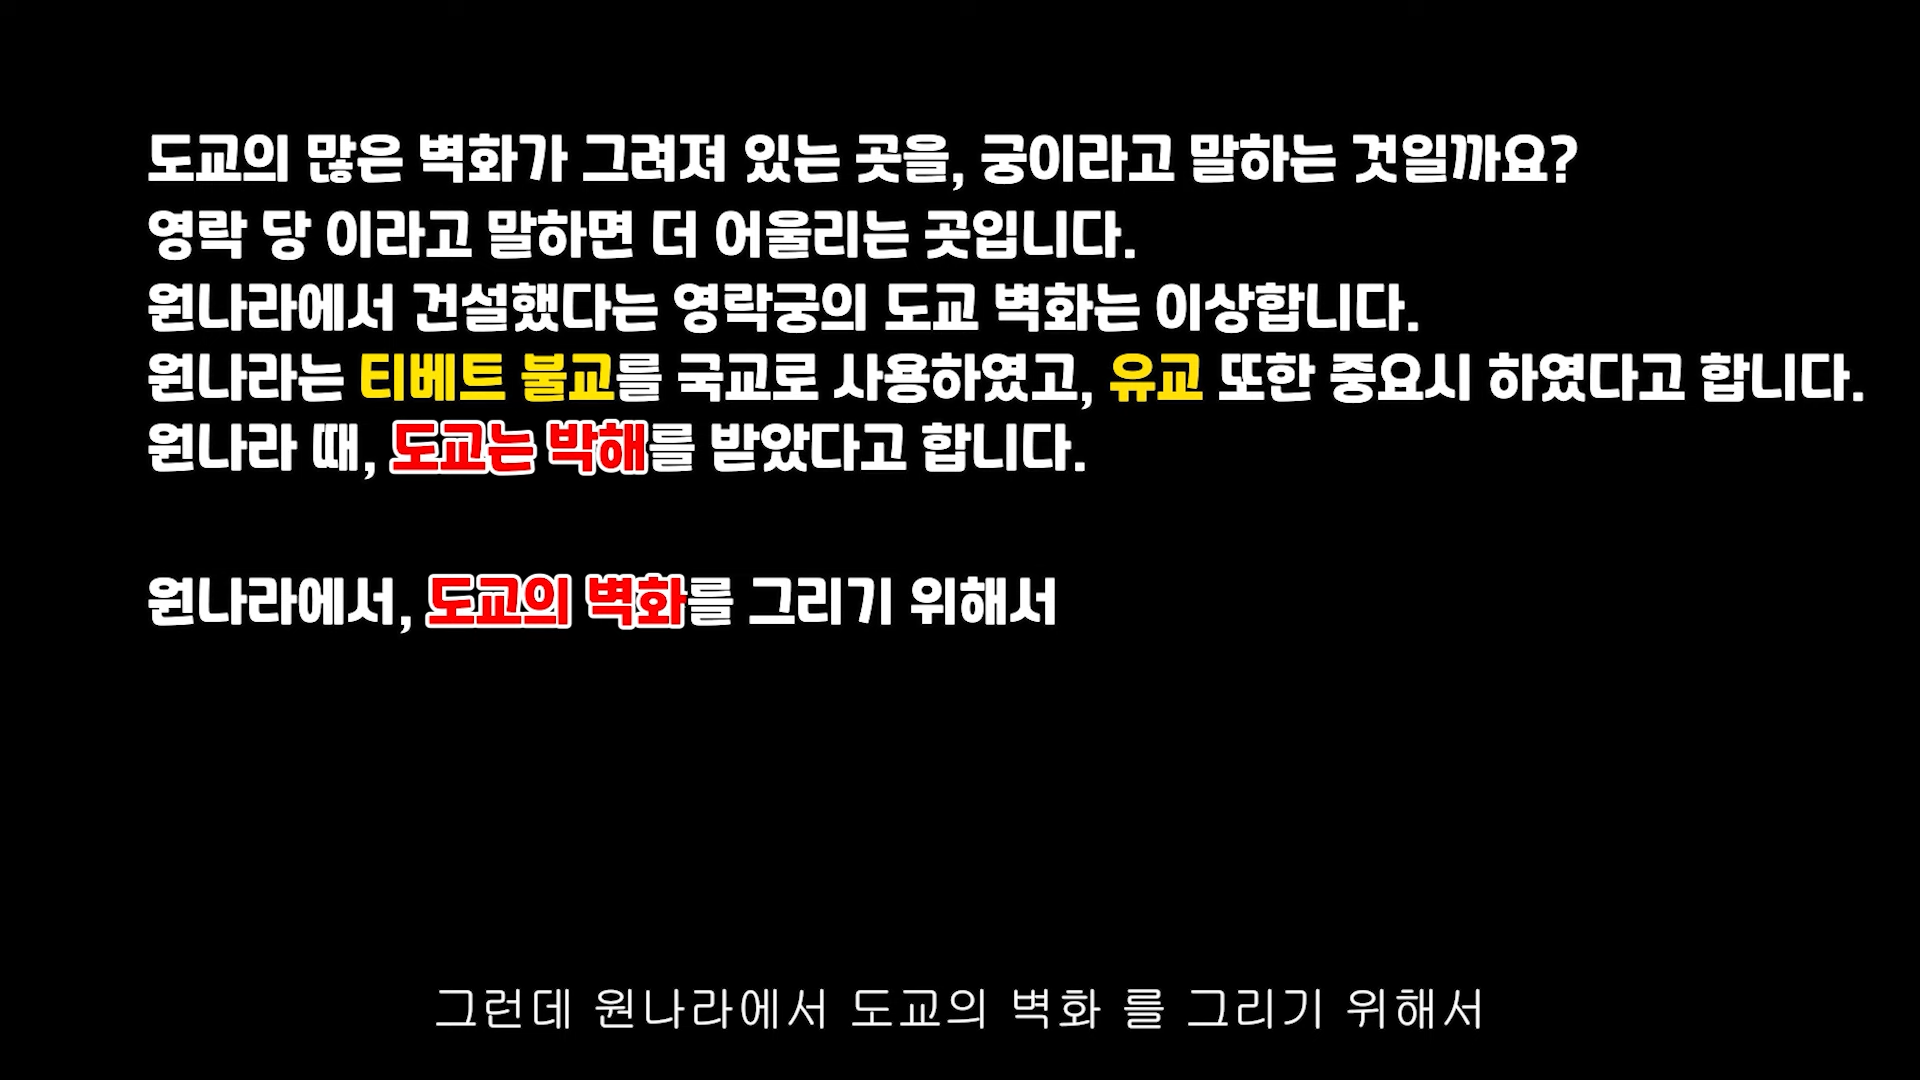 도교의 많은 벽화가 그려져 있는 곳을, 궁이라고 말하는 것일까요?
영락 당 이라고 말하면 더 어울리는 곳입니다.
원나라에서 건설했다는 영락궁의 도교 벽화는 이상합니다.
원나라는 티베트 불교를 국교로 사용하였고, 유교 또한 중요시 하였다고 합니다.
원나라 때, 도교는 박해를 받았다고 합니다.
원나라에서, 도교의 벽화를 그리기 위해서
그런데 원나라에서 도교의 벽화 를 그리기 위해서